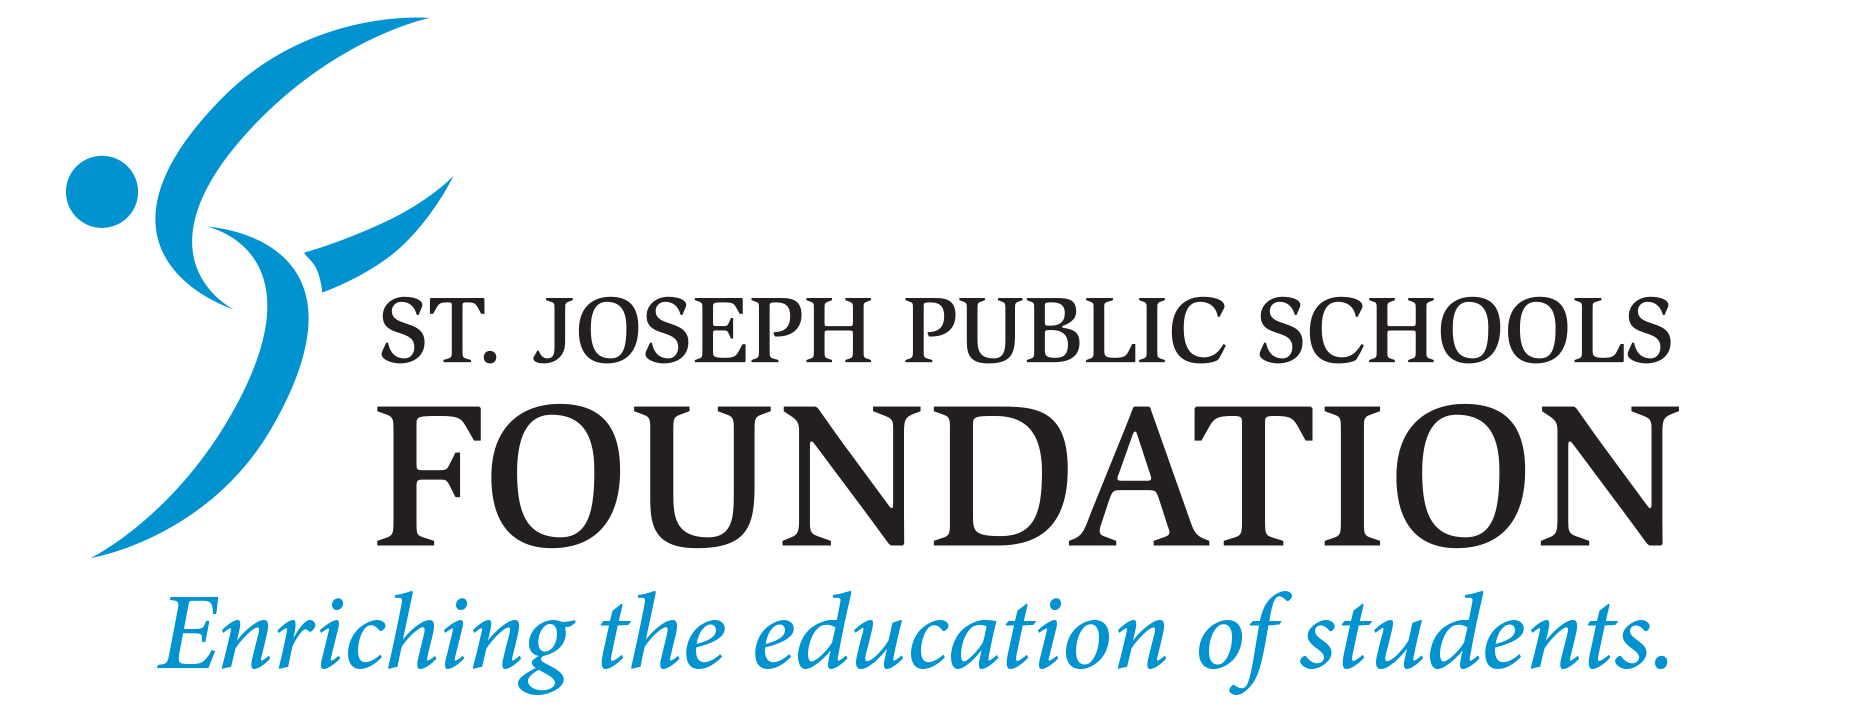 ST. JOSEPH PUBLIC SCHOOLS
FOUNDATION
Enriching the education of students.